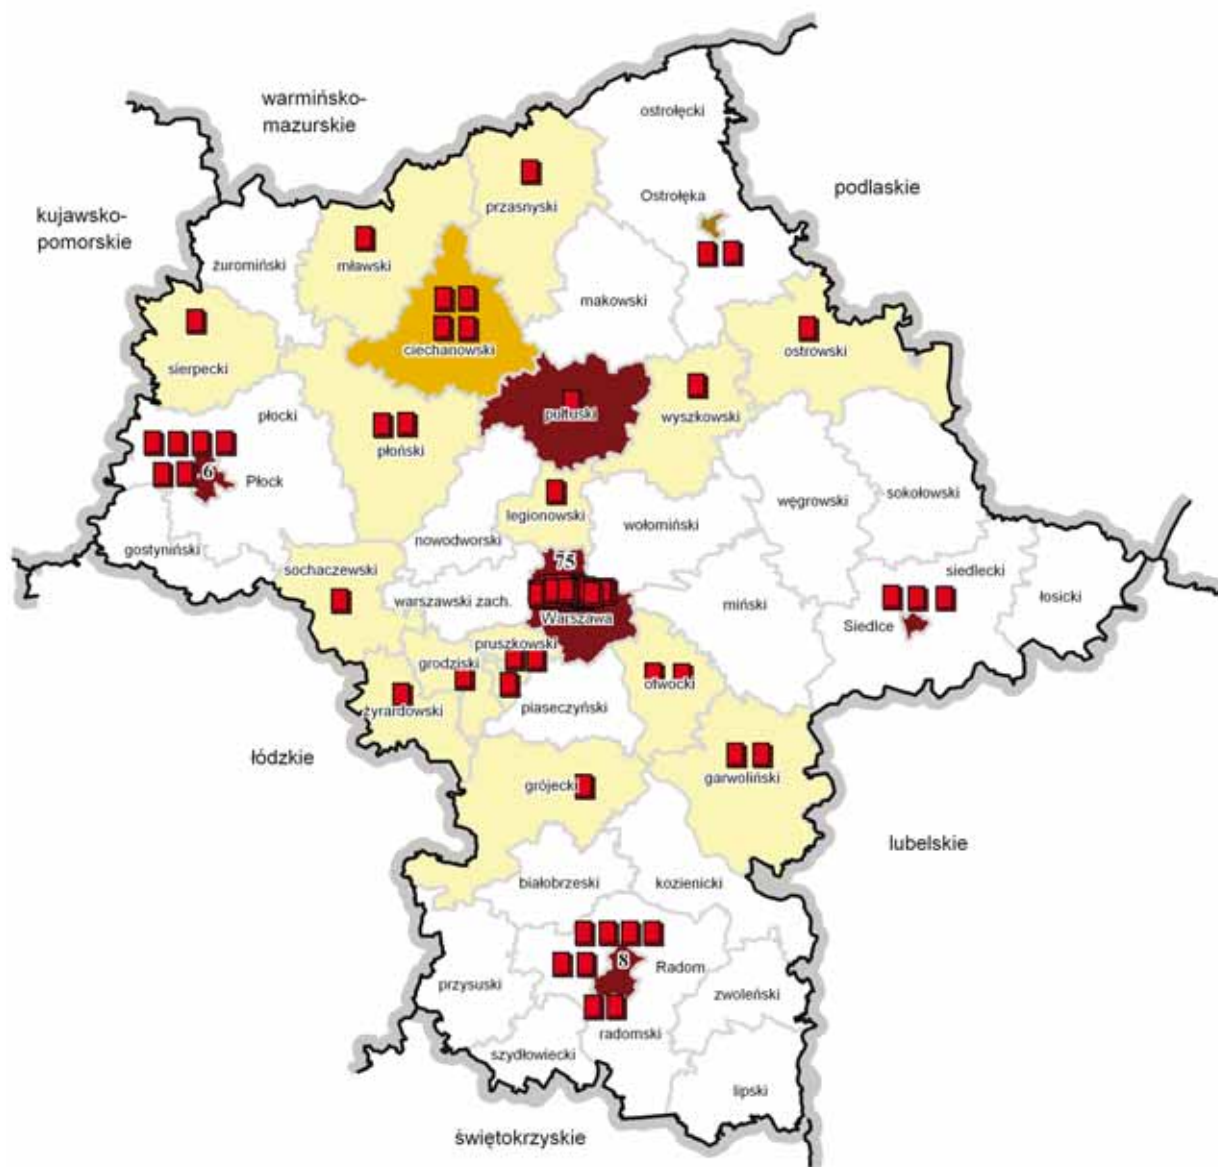 warmińsko-
mazurskie
ostrołęcki
podlaskie
Ostrołęka
kujawsko-
pomorskie
przasnyski
żuromiński
mławski
makowski
ciechanowski
ostrowski
sierpecki
płocki
pułtuski
wyszkowski
płoński
6
Płock
legionowski
wołomiński
węgrowski
sokołowski
gostyniński
nowodworski
75
sochaczewski
siedlecki
warszawski zach.
Warszawa
miński
Siedlce
łosicki
pruszkowski
grodziski
otwocki
żyrardowski
piaseczyński
łódzkie
grójecki
garwoliński
lubelskie
białobrzeski
kozienicki
8
Radom
przysuski
zwoleński
radomski
szydłowiecki
lipski
świętokrzyskie